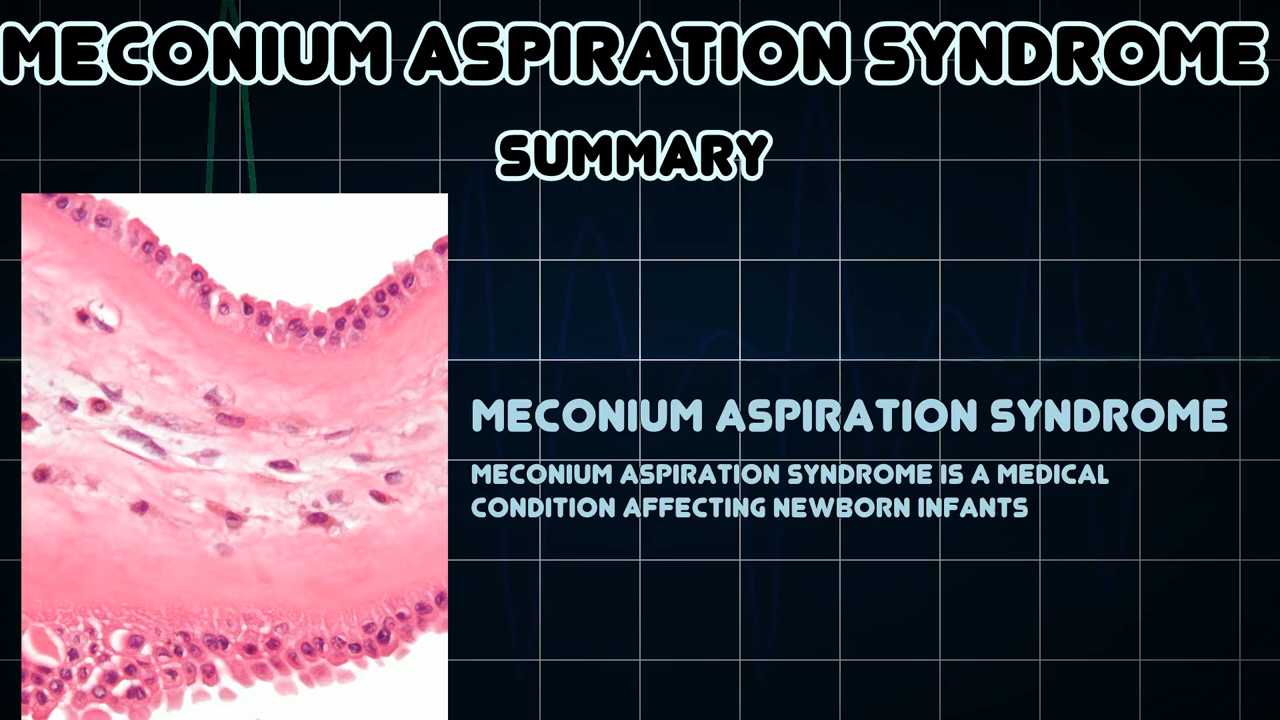 MECONIUM ASPIRATION SYNDROME
SUMMARY
MECONIUM ASPIRATION SYNDROME
MECONIUM ASPIRATION SYNDROME IS A MEDICAL
CONDITION AFFECTING NEWBORN INFANTS